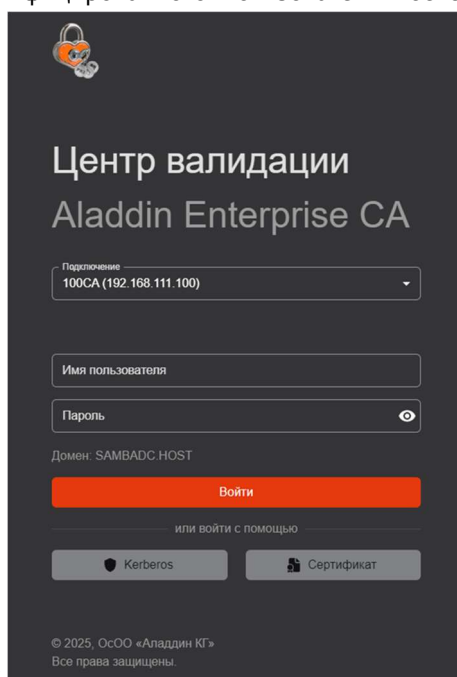 Центр валидации
Aladdin Enterprise CA
Подключение
100CA (192.168.111.100)
Имя пользователя
Пароль
Домен: SAMBADC.HOST
Войти
или войти с помощью
Kerberos
Сертификат
© 2025, ОсОО «Аладдин КГ»
Все права защищены.